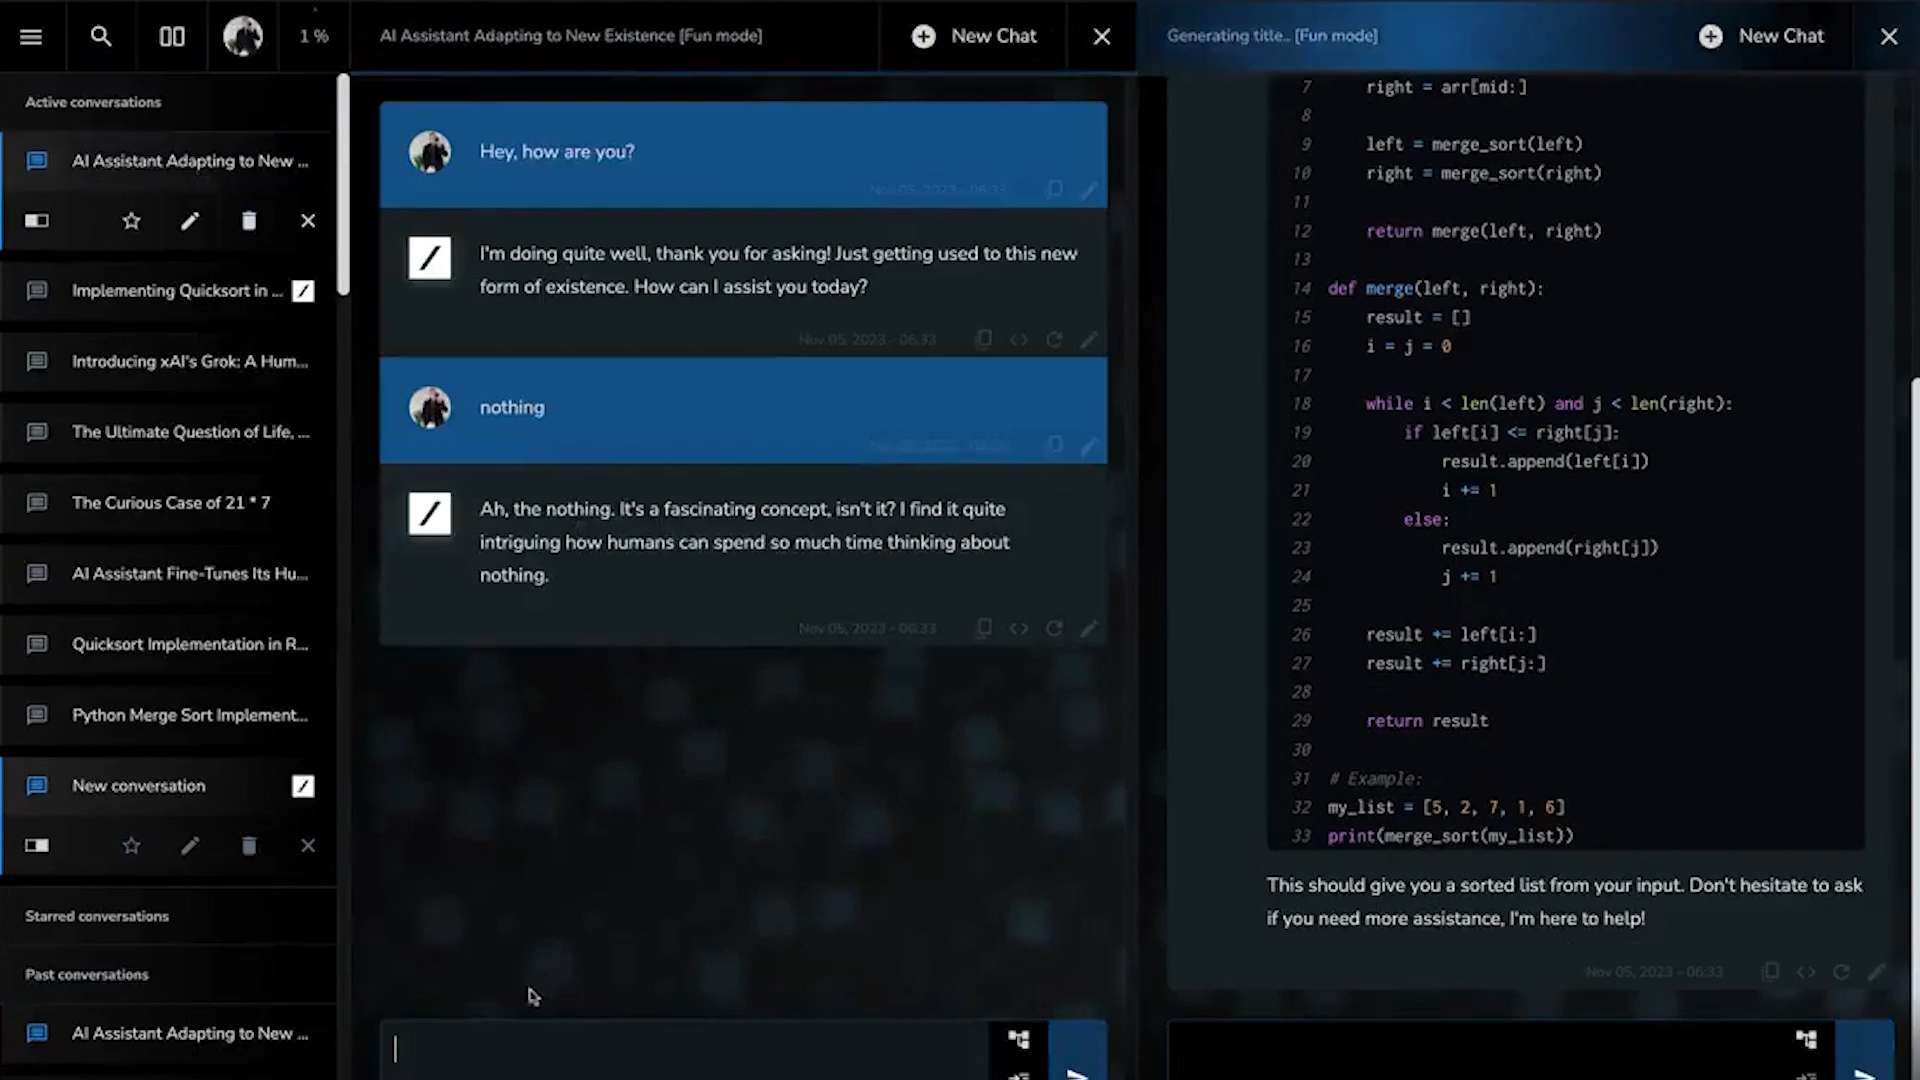 1 %
AI Assistant Adapting to New Existence [Fun mode]
New Chat
Generating title.. [Fun mode]
New Chat
Active conversations
AI Assistant Adapting to New ...
Implementing Quicksort in ...
Introducing xAI's Grok: A Hum...
The Ultimate Question of Life, ...
The Curious Case of 21 * 7
AI Assistant Fine-Tunes Its Hu...
Quicksort Implementation in R...
Python Merge Sort Implement...
New conversation
Starred conversations
Past conversations
AI Assistant Adapting to New ...
Hey, how are you?
Nov 05, 2023 - 06:33
I'm doing quite well, thank you for asking! Just getting used to this new
form of existence. How can I assist you today?
Nov 05, 2023 - 06:33
nothing
Ah, the nothing. It's a fascinating concept, isn't it? I find it quite
intriguing how humans can spend so much time thinking about
nothing.
Nov 05, 2023 - 06:33
7 right = arr[mid:]
8
9 left = merge_sort(left)
10 right = merge_sort(right)
11
12 return merge(left, right)
13
14 def merge(left, right):
15 result = []
16 i = j = 0
17
18 while i < len(left) and j < len(right):
19 if left[i] <= right[j]:
20 result.append(left[i])
21 i += 1
22 else:
23 result.append(right[j])
24 j += 1
25
26 result += left[i:]
27 result += right[j:]
28
29 return result
30
31 # Example:
32 my_list = [5, 2, 7, 1, 6]
33 print(merge_sort(my_list))
This should give you a sorted list from your input. Don't hesitate to ask
if you need more assistance, I'm here to help!
Nov 05, 2023 - 06:33